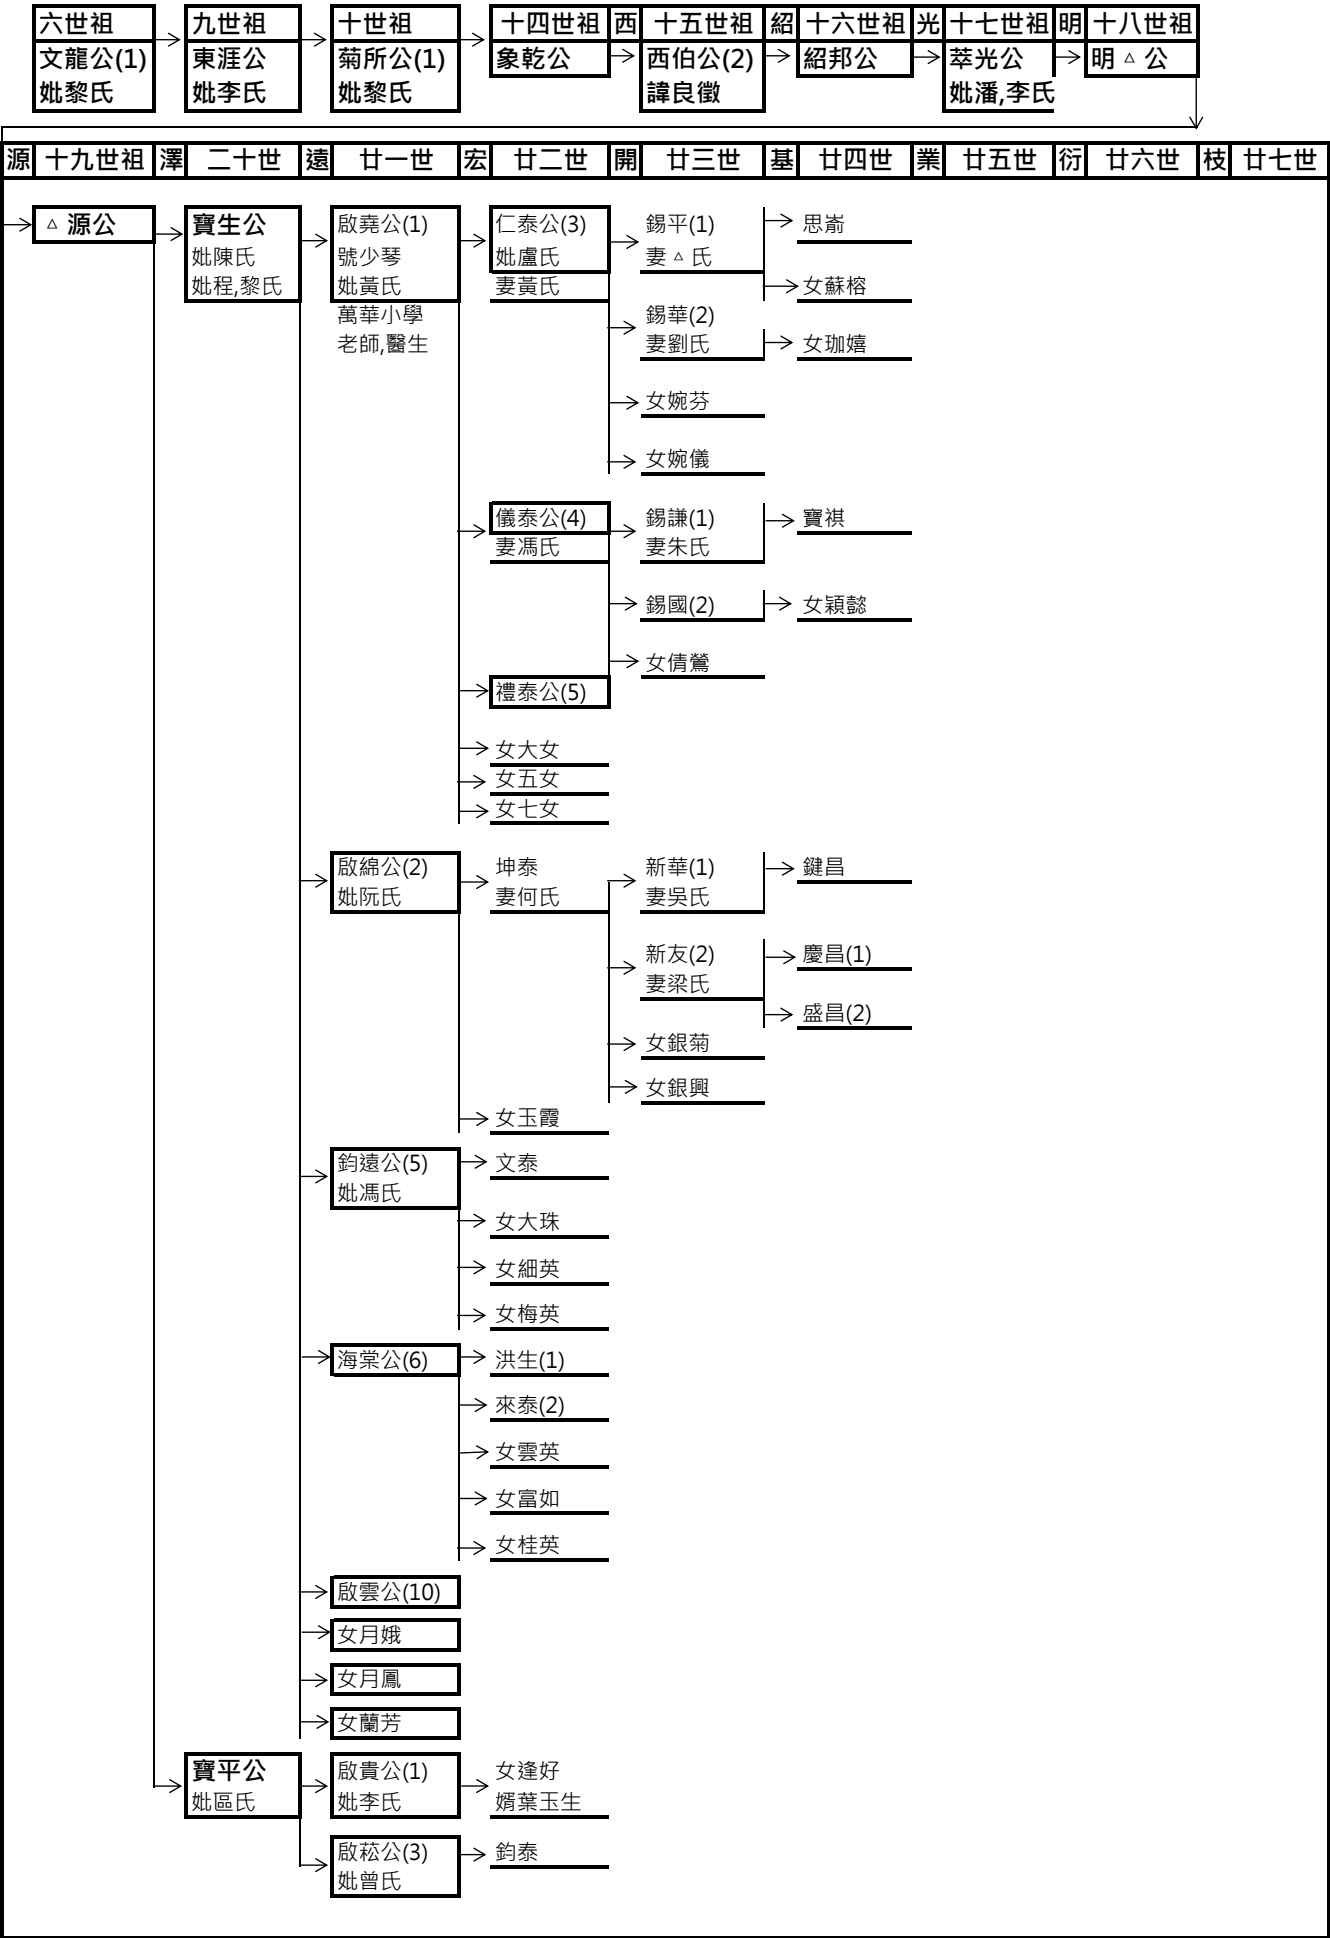 六世祖 九世祖 十世祖 十四世祖 西 十五世祖 紹 十六世祖 光 十七世祖 明 十八世祖
文龍公(1) 東涯公 菊所公(1) 象乾公 西伯公(2) 紹邦公 萃光公 明△公
妣黎氏 妣李氏 妣黎氏 諱良徵 妣潘,李氏
源 十九世祖 澤 二十世 遠 廿一世 宏 廿二世 開 廿三世 基 廿四世 業 廿五世 衍 廿六世 枝 廿七世
△ 源公 寶生公 啟堯公(1) 仁泰公(3) 錫平(1) 思崳
妣陳氏 號少琴 妣盧氏 妻△氏
妣程,黎氏 妣黃氏 妻黃氏 女蘇榕
萬華小學 錫華(2)
老師,醫生 妻劉氏 女珈嬉
女婉芬
女婉儀
儀泰公(4) 錫謙(1) 寶祺
妻馮氏 妻朱氏
錫國(2) 女穎懿
女倩鶯
禮泰公(5)
女大女
女五女
女七女
啟綿公(2) 坤泰 新華(1) 鍵昌
妣阮氏 妻何氏 妻吳氏
新友(2) 慶昌(1)
妻梁氏
盛昌(2)
女銀菊
女銀興
女玉霞
鈞遠公(5) 文泰
妣馮氏
女大珠
女細英
女梅英
海棠公(6) 洪生(1)
來泰(2)
女雲英
女富如
女桂英
啟雲公(10)
女月娥
女月鳳
女蘭芳
寶平公 啟貴公(1) 女逢好
妣區氏 妣李氏 婿葉玉生
啟菘公(3) 鈞泰
妣曾氏